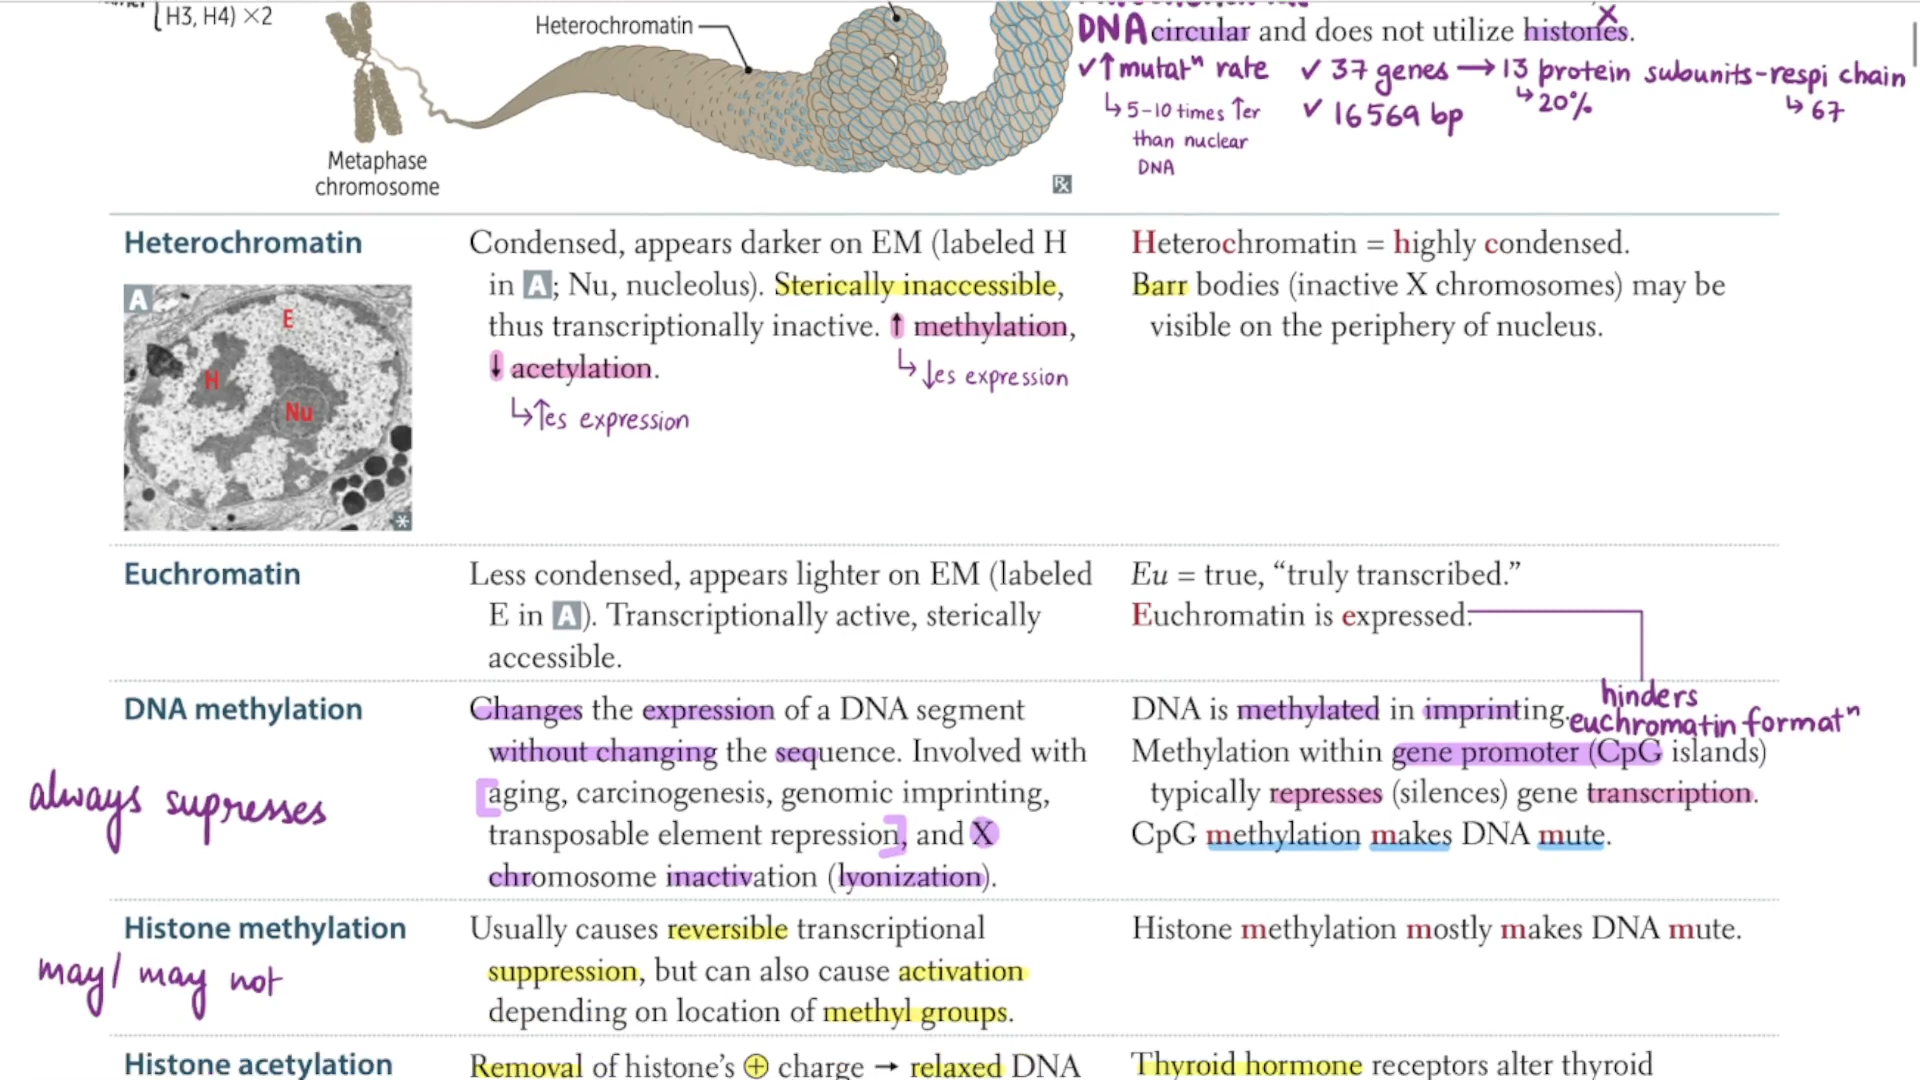 H3, H4) ×2
Heterochromatin
Metaphase
chromosome
DNA circular and does not utilize histones.
x
✓↑mutatⁿ rate
↳5-10 times ↑er
than nuclear
DNA
✓ 37 genes → 13 protein subunits-respi chain
↳20%
↳67
✓ 16569 bp
Rx
Heterochromatin
A
E
H
Nu
*
Condensed, appears darker on EM (labeled H
in A; Nu, nucleolus). Sterically inaccessible,
thus transcriptionally inactive. ↑ methylation,
↓ acetylation.
↳↓es expression
↳↑es expression
Heterochromatin = highly condensed.
Barr bodies (inactive X chromosomes) may be
visible on the periphery of nucleus.
Euchromatin
Less condensed, appears lighter on EM (labeled
E in A). Transcriptionally active, sterically
accessible.
Eu = true, “truly transcribed.”
Euchromatin is expressed.
hinders
euchromatin formatⁿ
DNA methylation
always supresses
Changes the expression of a DNA segment
without changing the sequence. Involved with
aging, carcinogenesis, genomic imprinting,
transposable element repression, and X
chromosome inactivation (lyonization).
DNA is methylated in imprinting.
Methylation within gene promoter (CpG islands)
typically represses (silences) gene transcription.
CpG methylation makes DNA mute.
Histone methylation
may/ may not
Usually causes reversible transcriptional
suppression, but can also cause activation
depending on location of methyl groups.
Histone methylation mostly makes DNA mute.
Histone acetylation
Removal of histone’s ⊕ charge → relaxed DNA
Thyroid hormone receptors alter thyroid